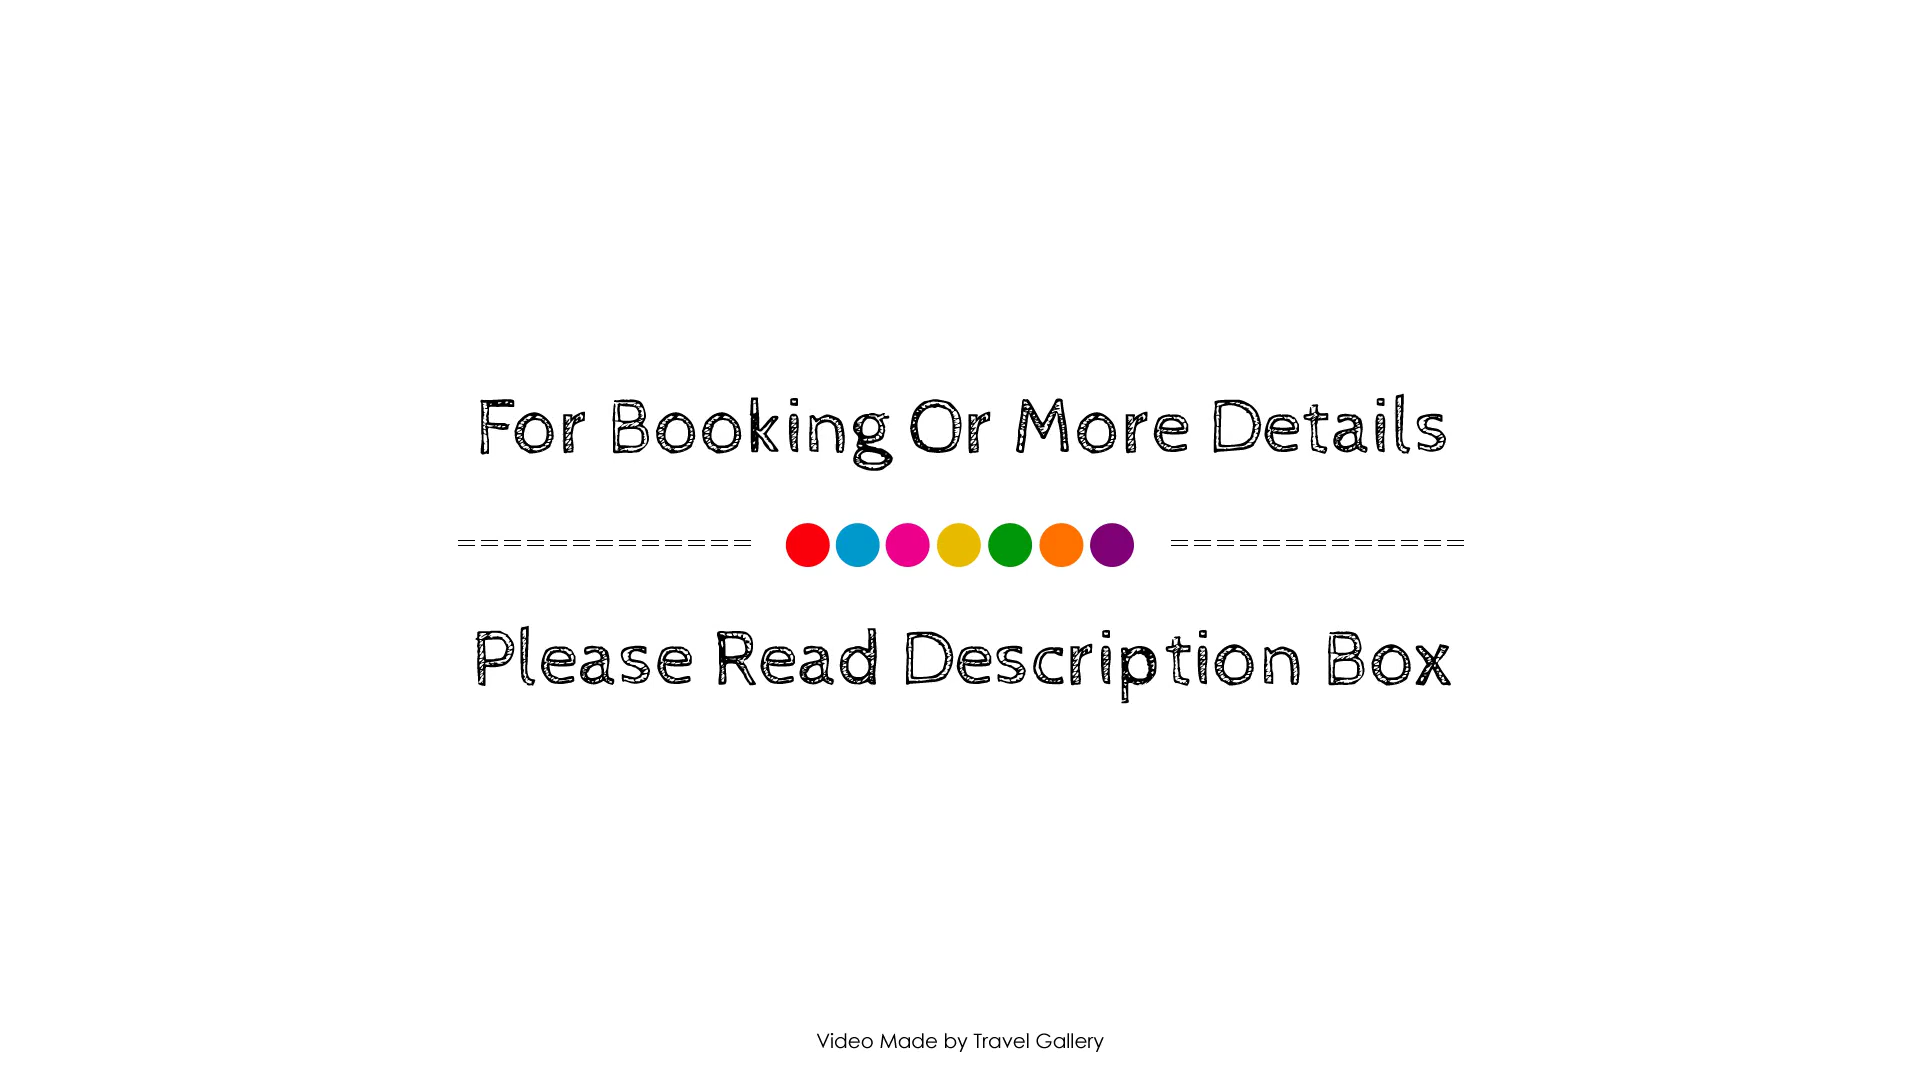 For Booking Or More Details
============= =============
Please Read Description Box
Video Made by Travel Gallery